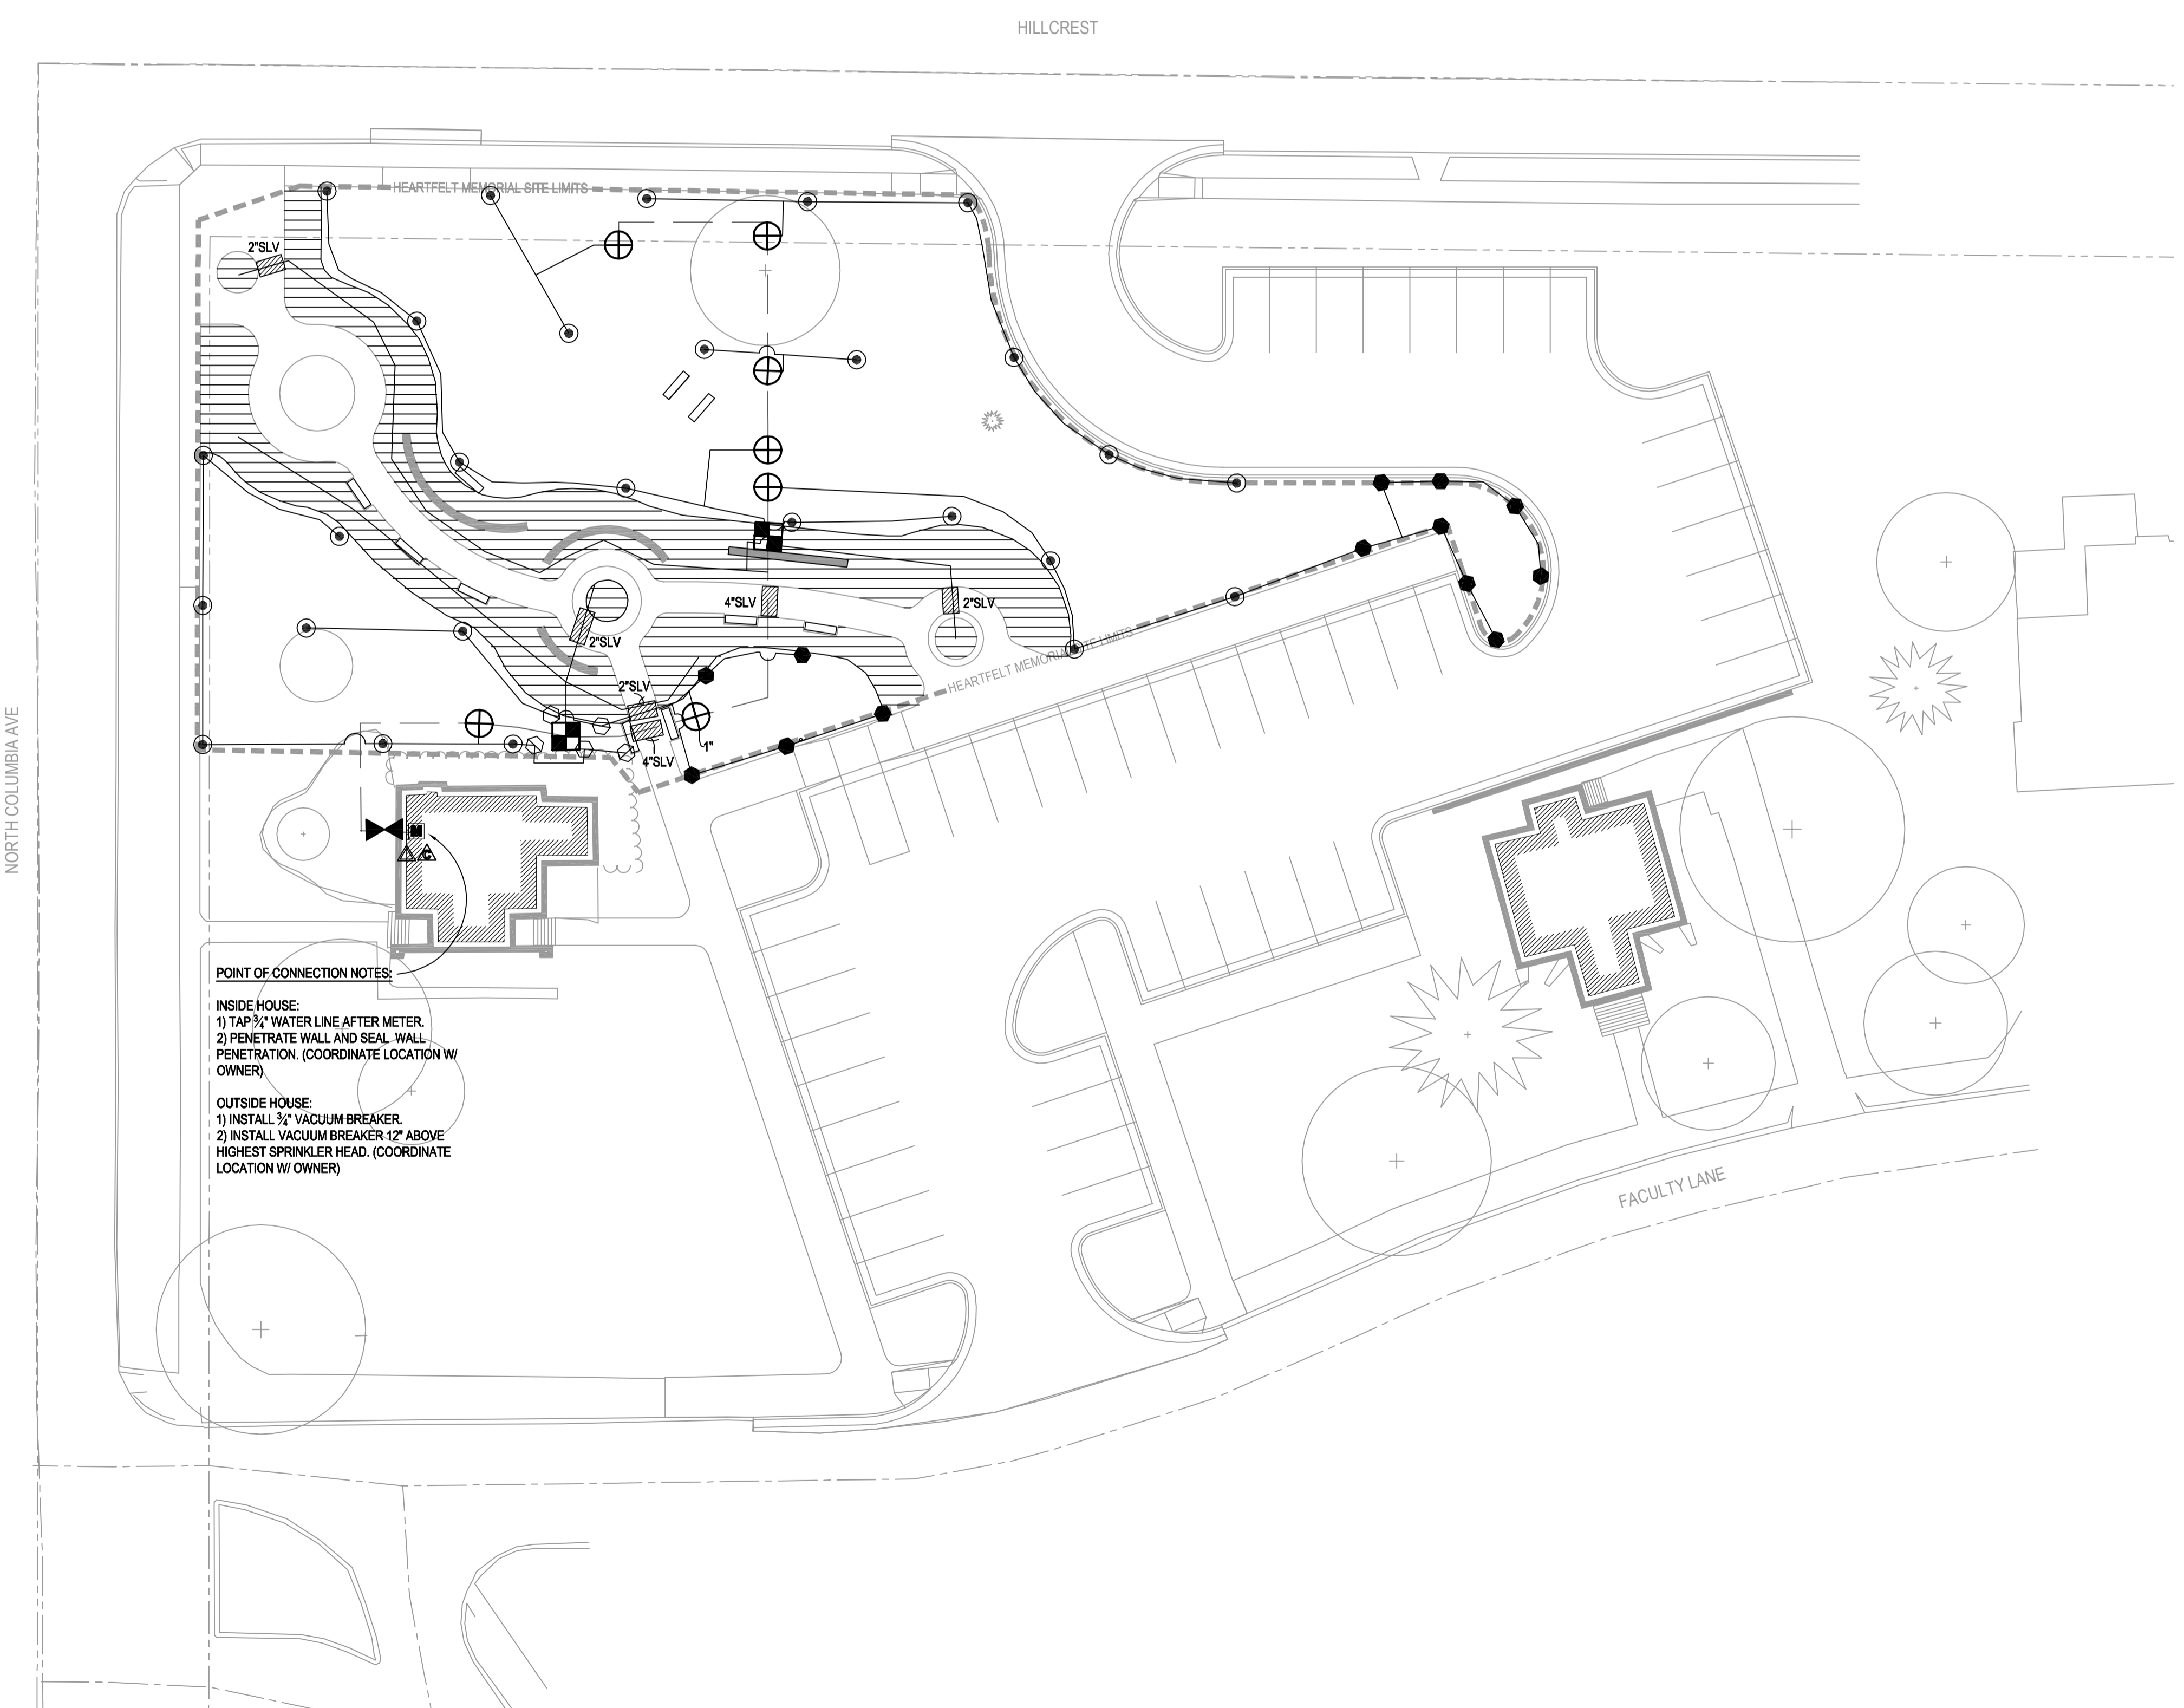 HILLCREST
HEARTFELT MEMORIAL SITE LIMITS
2"SLV
4"SLV
2"SLV
2"SLV
HEARTFELT MEMORIAL SITE LIMITS
2"SLV
1"
4"SLV
NORTH COLUMBIA AVE
M
C
POINT OF CONNECTION NOTES:
INSIDE HOUSE:
1) TAP ¾" WATER LINE AFTER METER.
2) PENETRATE WALL AND SEAL WALL
PENETRATION. (COORDINATE LOCATION W/
OWNER)
OUTSIDE HOUSE:
1) INSTALL ¾" VACUUM BREAKER.
2) INSTALL VACUUM BREAKER 12" ABOVE
HIGHEST SPRINKLER HEAD. (COORDINATE
LOCATION W/ OWNER)
FACULTY LANE